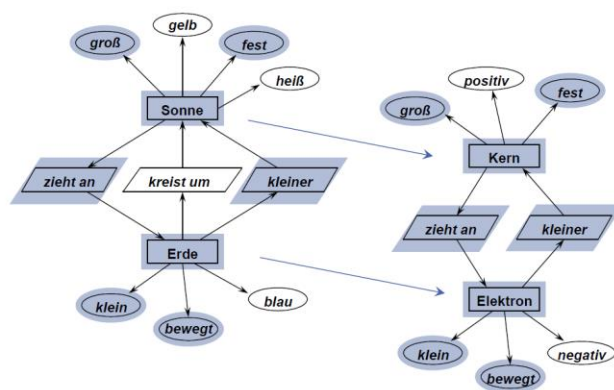 gelb
groß
fest
heiß
Sonne
zieht an
kreist um
kleiner
Erde
klein
bewegt
blau
positiv
groß
fest
Kern
zieht an
kleiner
Elektron
klein
bewegt
negativ